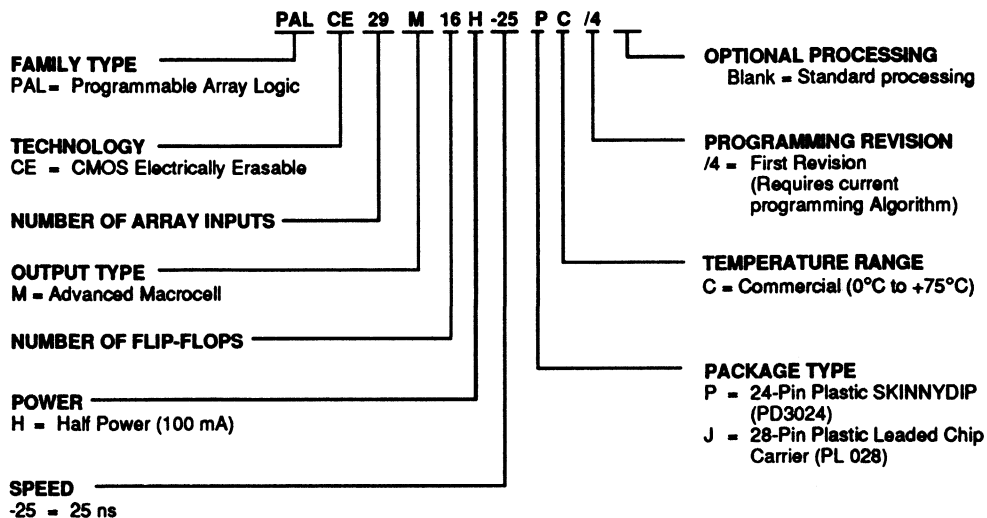 PAL CE 29 M 16 H -25 P C /4
FAMILY TYPE
PAL= Programmable Array Logic
TECHNOLOGY
CE = CMOS Electrically Erasable
NUMBER OF ARRAY INPUTS
OUTPUT TYPE
M = Advanced Macrocell
NUMBER OF FLIP-FLOPS
POWER
H = Half Power (100 mA)
SPEED
-25 = 25 ns
OPTIONAL PROCESSING
Blank = Standard processing
PROGRAMMING REVISION
/4 = First Revision
(Requires current
programming Algorithm)
TEMPERATURE RANGE
C = Commercial (0°C to +75°C)
PACKAGE TYPE
P = 24-Pin Plastic SKINNYDIP
(PD3024)
J = 28-Pin Plastic Leaded Chip
Carrier (PL 028)